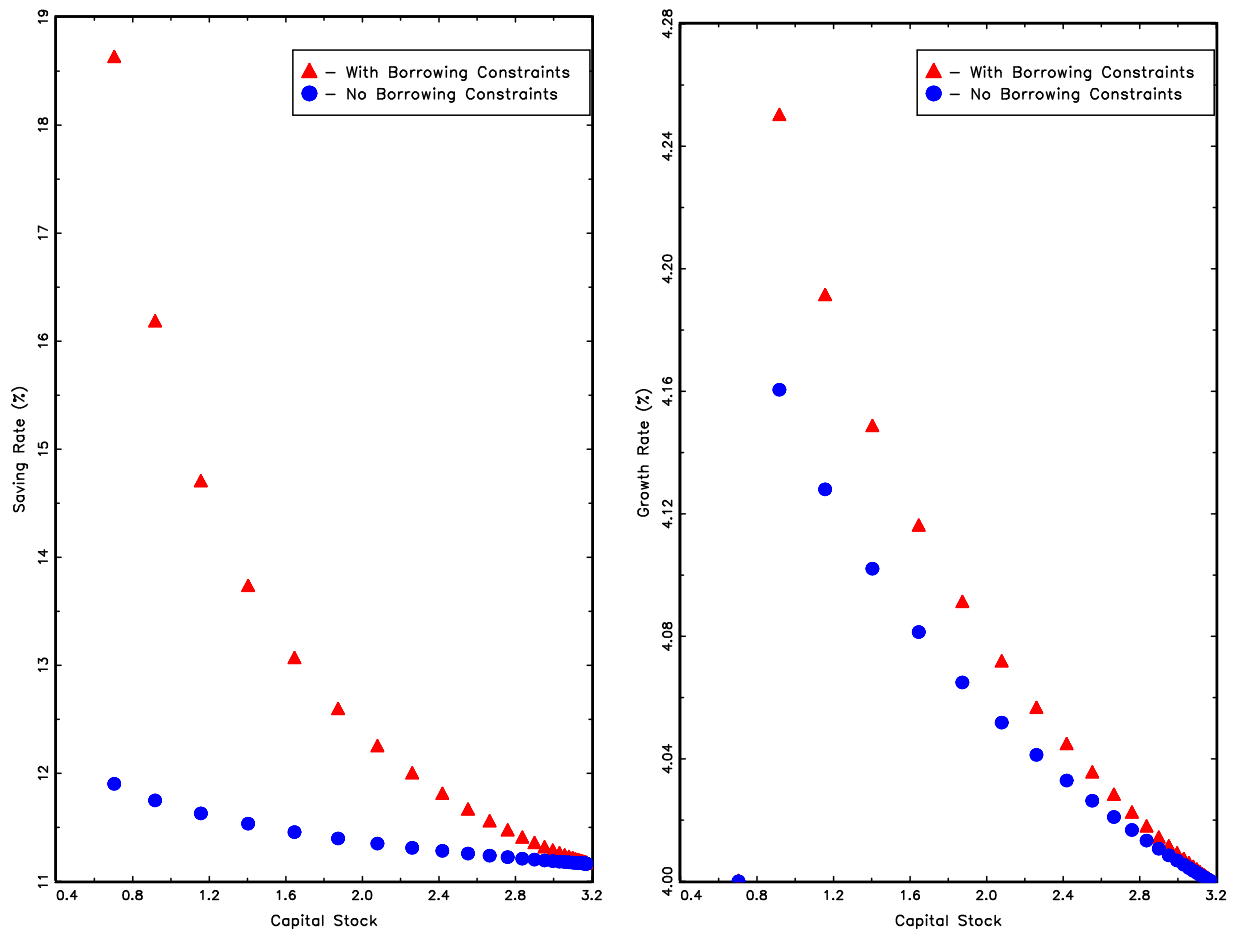 19
18
17
16
15
14
13
12
11
Saving Rate (%)
– With Borrowing Constraints
– No Borrowing Constraints
0.4 0.8 1.2 1.6 2.0 2.4 2.8 3.2
Capital Stock
4.28
4.24
4.20
4.16
4.12
4.08
4.04
4.00
Growth Rate (%)
– With Borrowing Constraints
– No Borrowing Constraints
0.4 0.8 1.2 1.6 2.0 2.4 2.8 3.2
Capital Stock